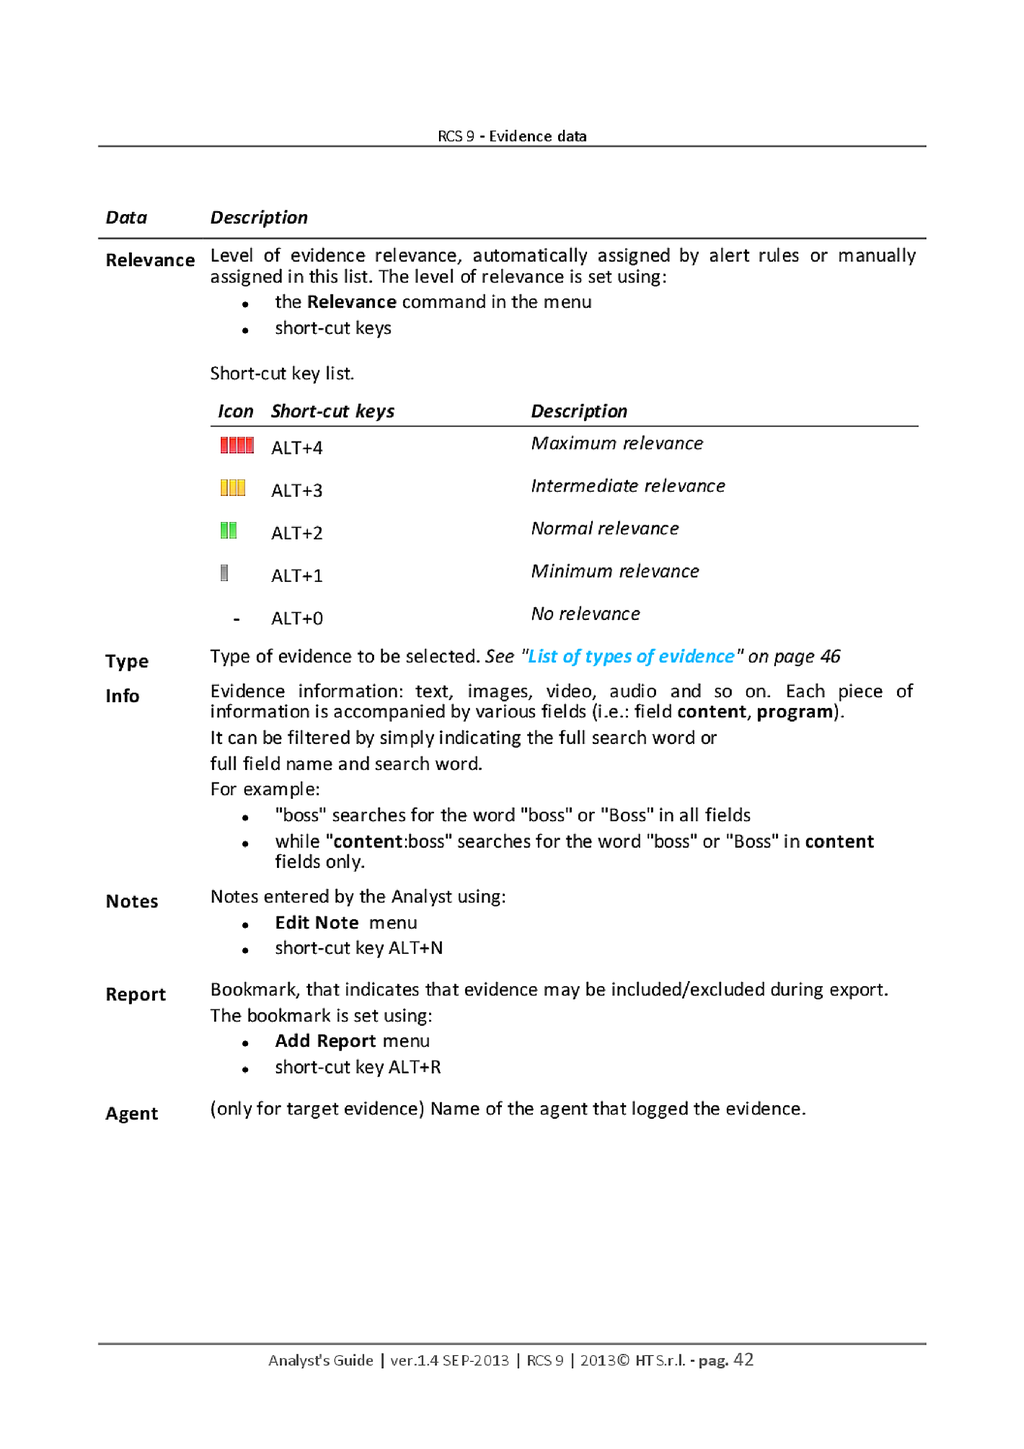 RCS 9 - Evidence data
Data Description
Relevance Level of evidence relevance, automatically assigned by alert rules or manually
assigned in this list. The level of relevance is set using:
• the Relevance command in the menu
• short-cut keys
Short-cut key list.
Icon Short-cut keys Description
ALT+4 Maximum relevance
ALT+3 Intermediate relevance
ALT+2 Normal relevance
ALT+1 Minimum relevance
- ALT+0 No relevance
Type Type of evidence to be selected. See "List of types of evidence" on page 46
Info Evidence information: text, images, video, audio and so on. Each piece of
information is accompanied by various fields (i.e.: field content, program).
It can be filtered by simply indicating the full search word or
full field name and search word.
For example:
• "boss" searches for the word "boss" or "Boss" in all fields
• while "content:boss" searches for the word "boss" or "Boss" in content
fields only.
Notes Notes entered by the Analyst using:
• Edit Note menu
• short-cut key ALT+N
Report Bookmark, that indicates that evidence may be included/excluded during export.
The bookmark is set using:
• Add Report menu
• short-cut key ALT+R
Agent (only for target evidence) Name of the agent that logged the evidence.
Analyst's Guide | ver.1.4 SEP-2013 | RCS 9 | 2013© HT S.r.l. - pag. 42